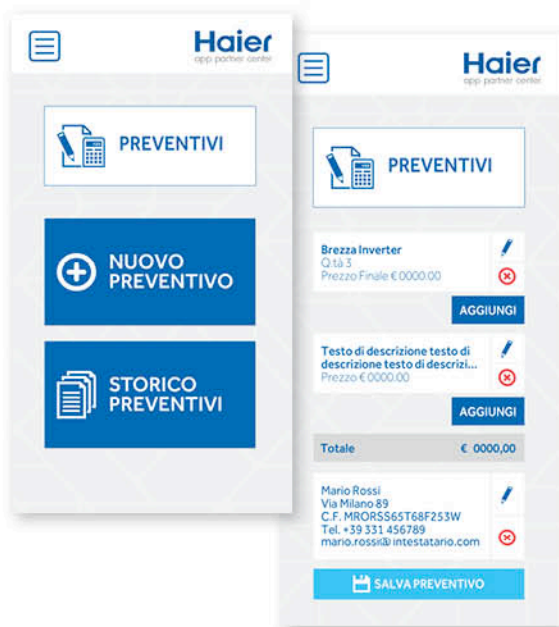 Haier
app partner center
PREVENTIVI
NUOVO
PREVENTIVO
STORICO
PREVENTIVI
Haier
app partner center
PREVENTIVI
Brezza Inverter
Q.tà 3
Prezzo Finale € 0000.00
AGGIUNGI
Testo di descrizione testo di
descrizione testo di descrizi...
Prezzo € 0000.00
AGGIUNGI
Totale € 0000,00
Mario Rossi
Via Milano 89
C.F. MRORSS65T68F253W
Tel. +39 331 456789
mario.rossi@intestatario.com
SALVA PREVENTIVO